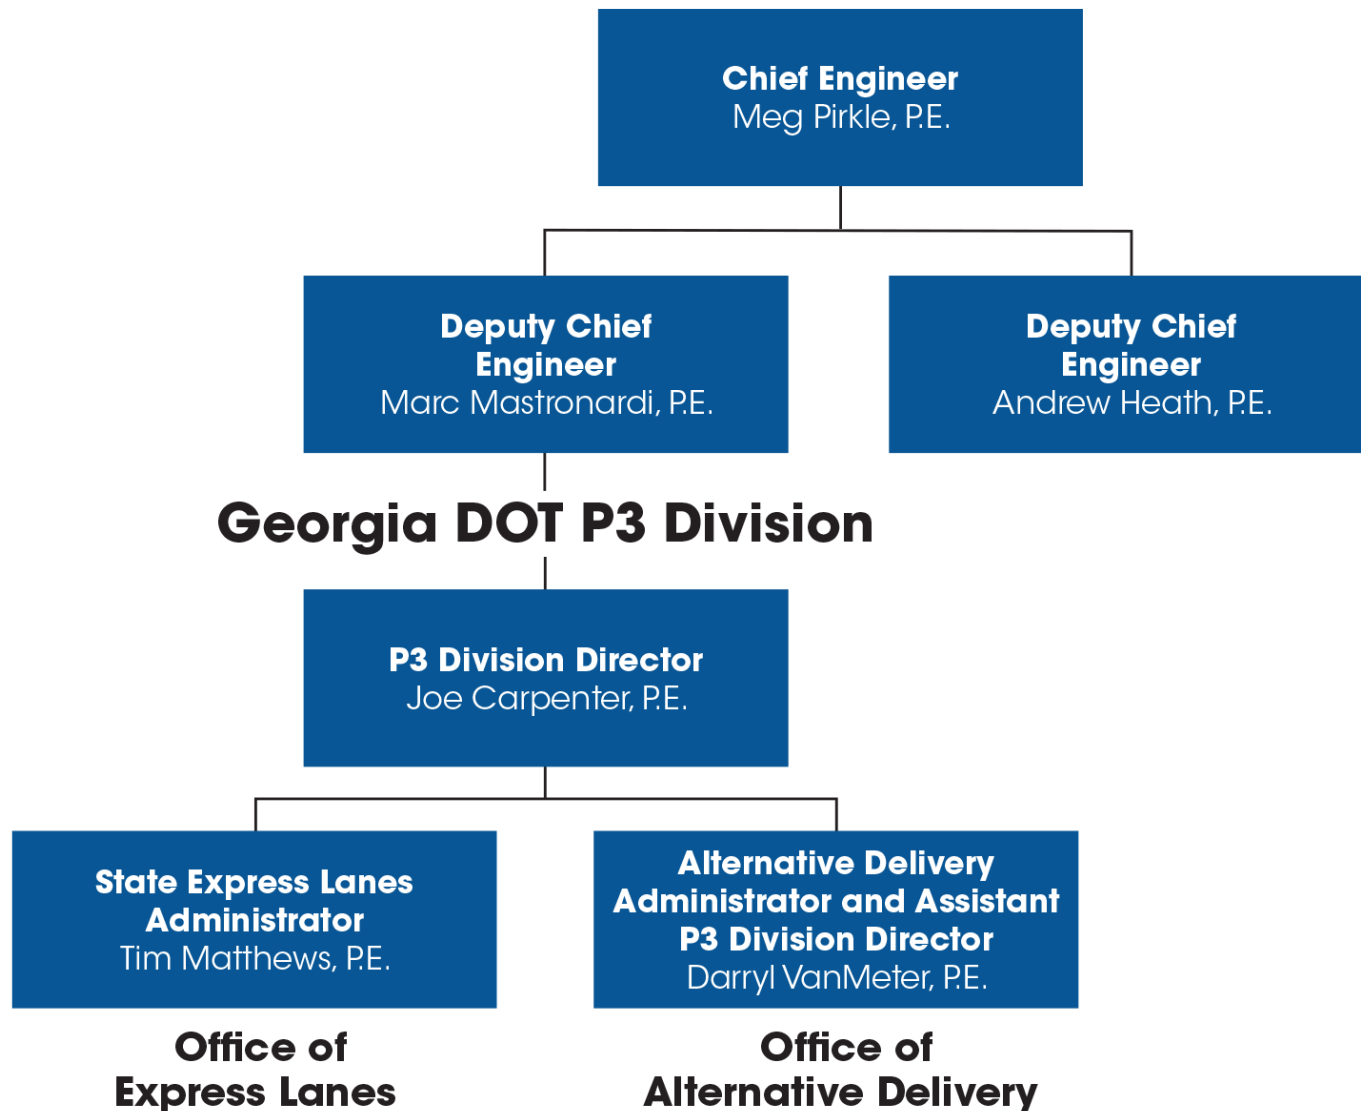 Chief Engineer
Meg Pirkle, P.E.
Deputy Chief
Engineer
Marc Mastronardi, P.E.
Deputy Chief
Engineer
Andrew Heath, P.E.
Georgia DOT P3 Division
P3 Division Director
Joe Carpenter, P.E.
State Express Lanes
Administrator
Tim Matthews, P.E.
Alternative Delivery
Administrator and Assistant
P3 Division Director
Darryl VanMeter, P.E.
Office of
Express Lanes
Office of
Alternative Delivery